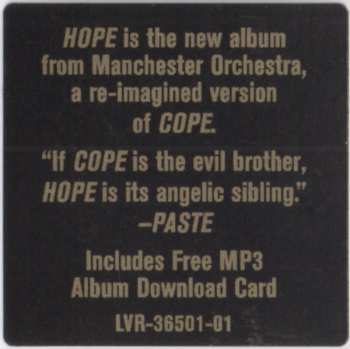 HOPE is the new album
from Manchester Orchestra,
a re-imagined version
of COPE.
“If COPE is the evil brother,
HOPE is its angelic sibling.”
–PASTE
Includes Free MP3
Album Download Card
LVR-36501-01